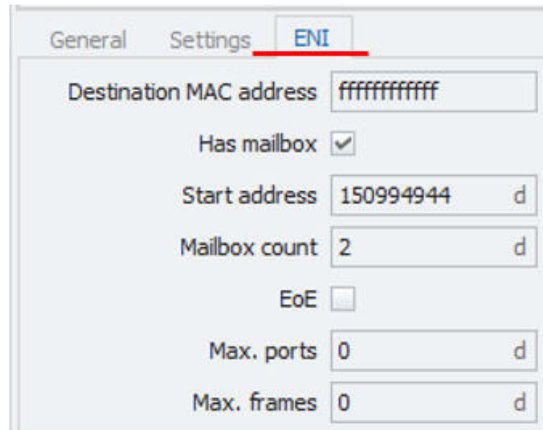 General Settings ENI
Destination MAC address ffffffffffff
Has mailbox
Start address 150994944 d
Mailbox count 2 d
EoE
Max. ports 0 d
Max. frames 0 d